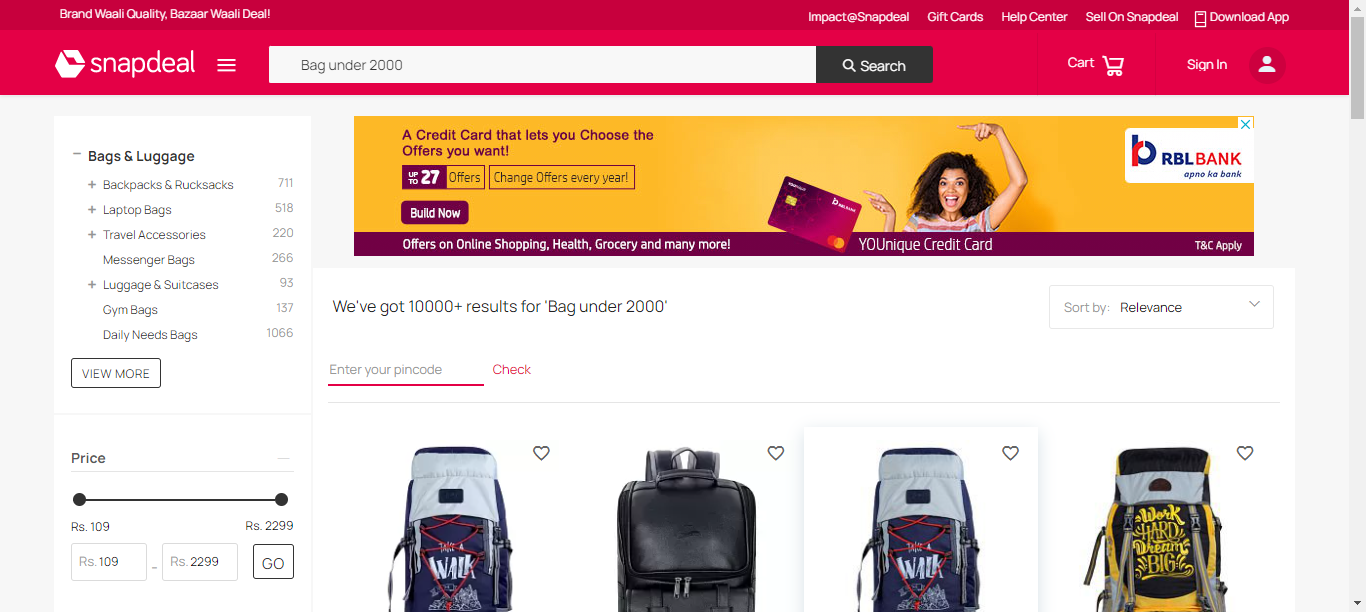 Brand Waali Quality, Bazaar Waali Deal!
Impact@Snapdeal Gift Cards Help Center Sell On Snapdeal Download App
snapdeal
Bag under 2000
Search
Cart
Sign In
Bags & Luggage
+ Backpacks & Rucksacks 711
+ Laptop Bags 518
+ Travel Accessories 220
Messenger Bags 266
+ Luggage & Suitcases 93
Gym Bags 137
Daily Needs Bags 1066
VIEW MORE
Price
Rs. 109 Rs. 2299
Rs. 109 - Rs. 2299 GO
A Credit Card that lets you Choose the
Offers you want!
UP TO 27 Offers Change Offers every year!
Build Now
Offers on Online Shopping, Health, Grocery and many more!
YOUnique Credit Card
T&C Apply
RBLBANK
apno ka bank
We've got 10000+ results for 'Bag under 2000'
Sort by: Relevance
Enter your pincode Check
TAKE A
WALK
TAKE A
WALK
Work
HARD
Dream
BIG